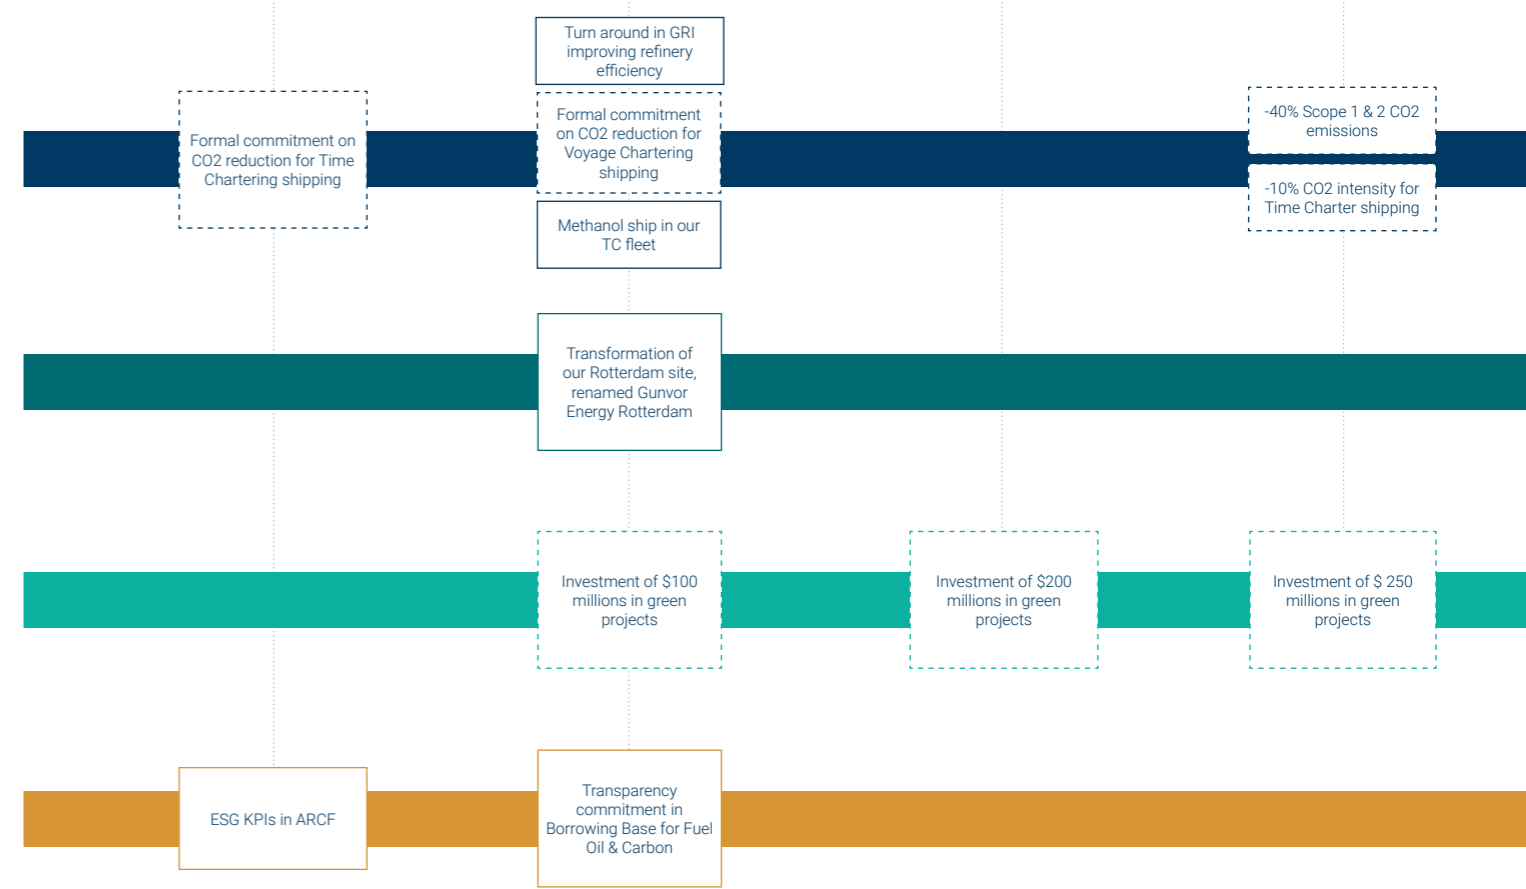 Turn around in GRI
improving refinery
efficiency
Formal commitment on
CO2 reduction for Time
Chartering shipping
Formal commitment
on CO2 reduction for
Voyage Chartering
shipping
Methanol ship in our
TC fleet
-40% Scope 1 & 2 CO2
emissions
-10% CO2 intensity for
Time Charter shipping
Transformation of
our Rotterdam site,
renamed Gunvor
Energy Rotterdam
Investment of $100
millions in green
projects
Investment of $200
millions in green
projects
Investment of $ 250
millions in green
projects
ESG KPIs in ARCF
Transparency
commitment in
Borrowing Base for Fuel
Oil & Carbon